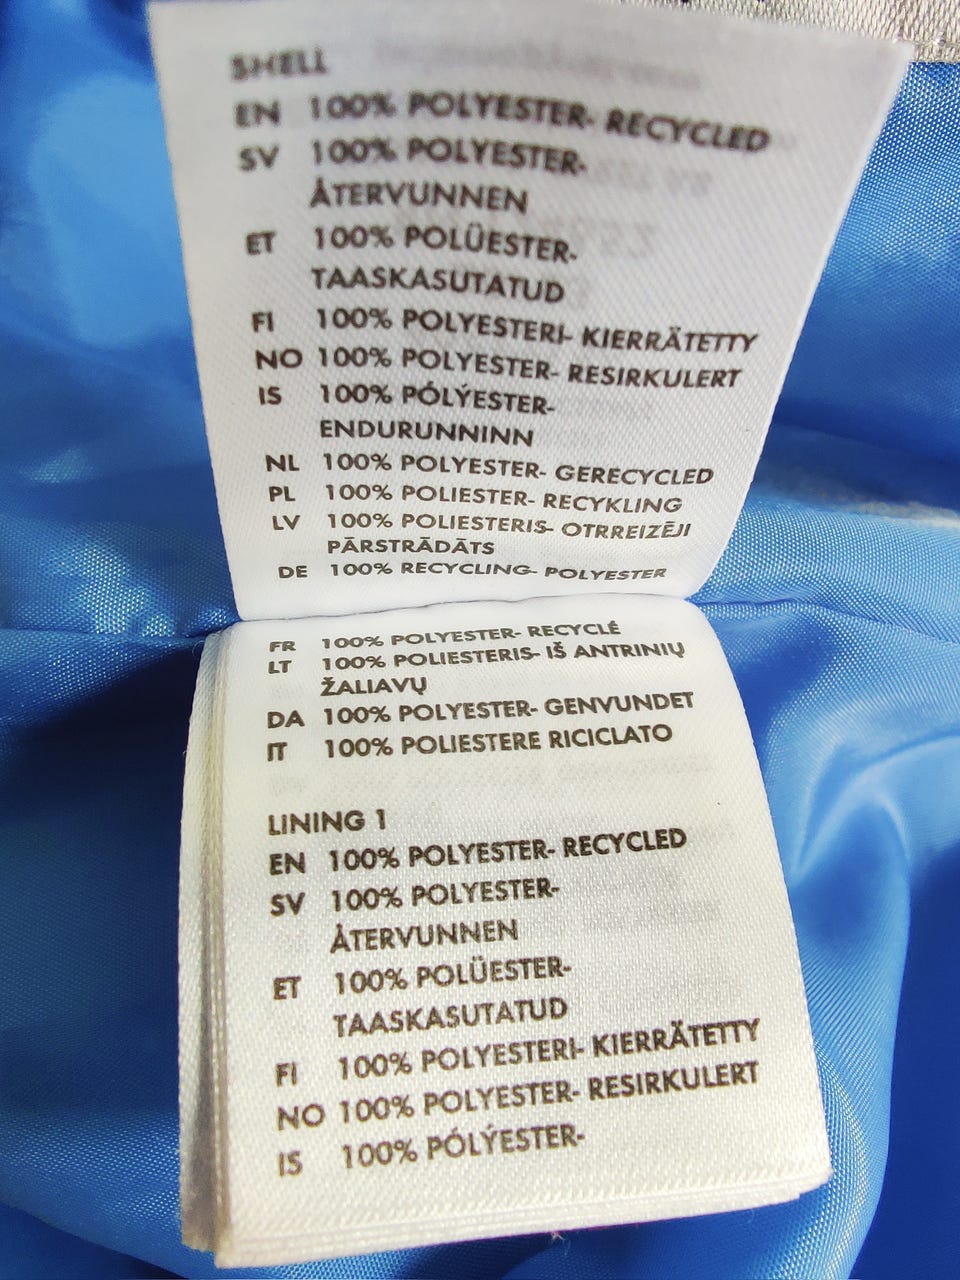 SHELL
EN 100% POLYESTER- RECYCLED
SV 100% POLYESTER-
ÅTERVUNNEN
ET 100% POLÜESTER-
TAASKASUTATUD
FI 100% POLYESTERI- KIERRÄTETTY
NO 100% POLYESTER- RESIRKULERT
IS 100% PÓLÝESTER-
ENDURUNNINN
NL 100% POLYESTER- GERECYCLED
PL 100% POLIESTER- RECYKLING
LV 100% POLIESTERIS- OTRREIZĒJI
PĀRSTRĀDĀTS
DE 100% RECYCLING- POLYESTER
FR 100% POLYESTER- RECYCLÉ
LT 100% POLIESTERIS- IŠ ANTRINIŲ
ŽALIAVŲ
DA 100% POLYESTER- GENVUNDET
IT 100% POLIESTERE RICICLATO
LINING 1
EN 100% POLYESTER- RECYCLED
SV 100% POLYESTER-
ÅTERVUNNEN
ET 100% POLÜESTER-
TAASKASUTATUD
FI 100% POLYESTERI- KIERRÄTETTY
NO 100% POLYESTER- RESIRKULERT
IS 100% PÓLÝESTER-